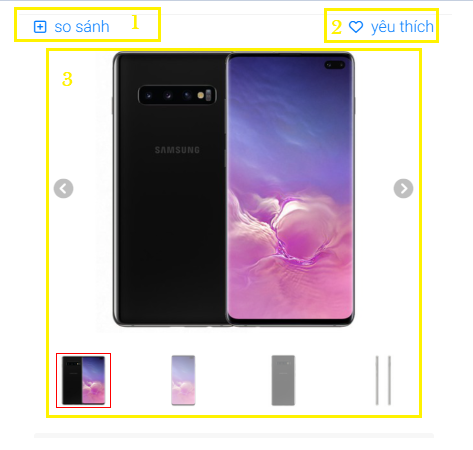 so sánh 1
2 yêu thích
3
SAMSUNG